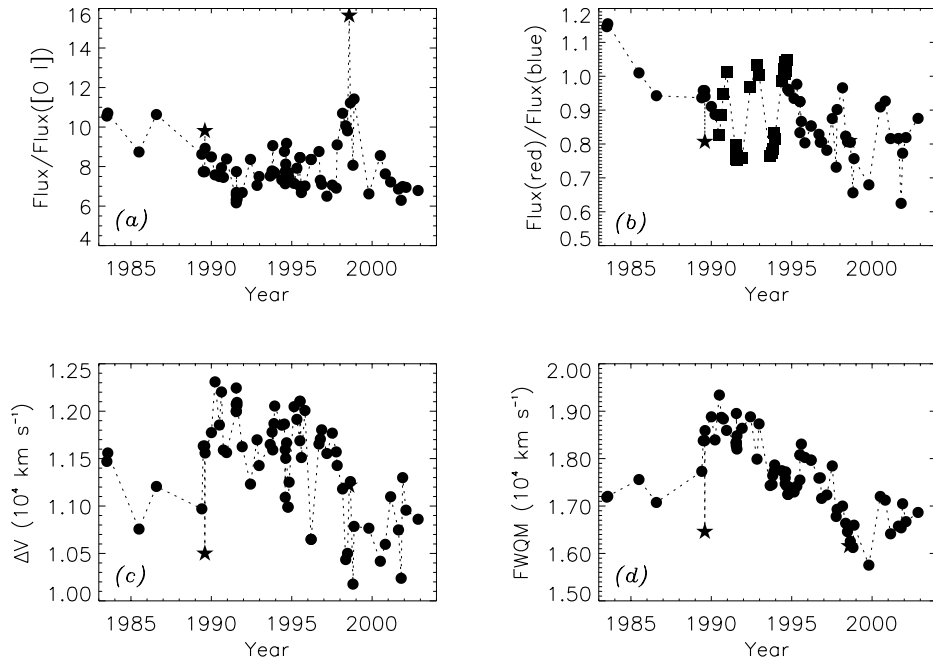 Flux/Flux([O I])
16
14
12
10
8
6
4
(a)
1985 1990 1995 2000
Year
Flux(red)/Flux(blue)
1.2
1.1
1.0
0.9
0.8
0.7
0.6
0.5
(b)
1985 1990 1995 2000
Year
ΔV (10⁴ km s⁻¹)
1.25
1.20
1.15
1.10
1.05
1.00
(c)
1985 1990 1995 2000
Year
FWQM (10⁴ km s⁻¹)
2.00
1.90
1.80
1.70
1.60
1.50
(d)
1985 1990 1995 2000
Year